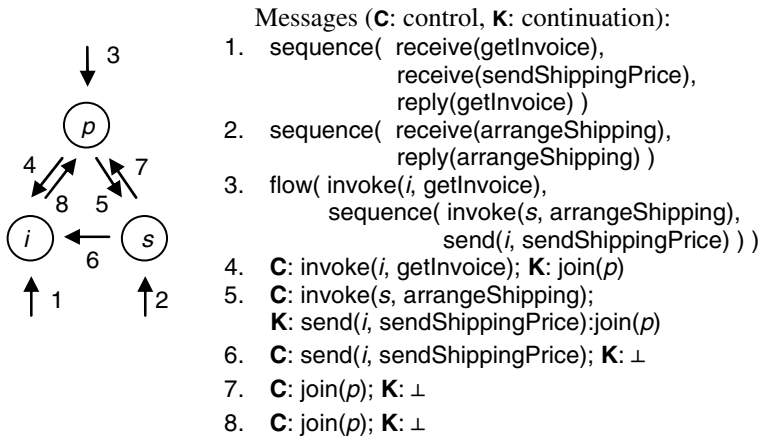 Messages (C: control, K: continuation):
1. sequence( receive(getInvoice),
receive(sendShippingPrice),
reply(getInvoice) )
2. sequence( receive(arrangeShipping),
reply(arrangeShipping) )
3. flow( invoke(i, getInvoice),
sequence( invoke(s, arrangeShipping),
send(i, sendShippingPrice) ) )
4. C: invoke(i, getInvoice); K: join(p)
5. C: invoke(s, arrangeShipping);
K: send(i, sendShippingPrice):join(p)
6. C: send(i, sendShippingPrice); K: ⊥
7. C: join(p); K: ⊥
8. C: join(p); K: ⊥
3
p
4
7
8
5
i
s
6
1
2